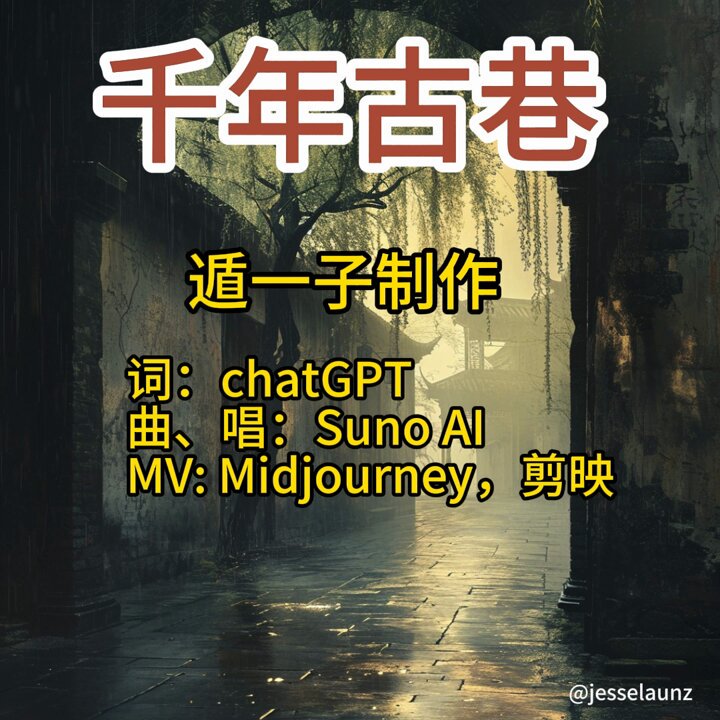 千年古巷
遁一子制作
词：chatGPT
曲、唱：Suno AI
MV: Midjourney，剪映
@jesselaunz